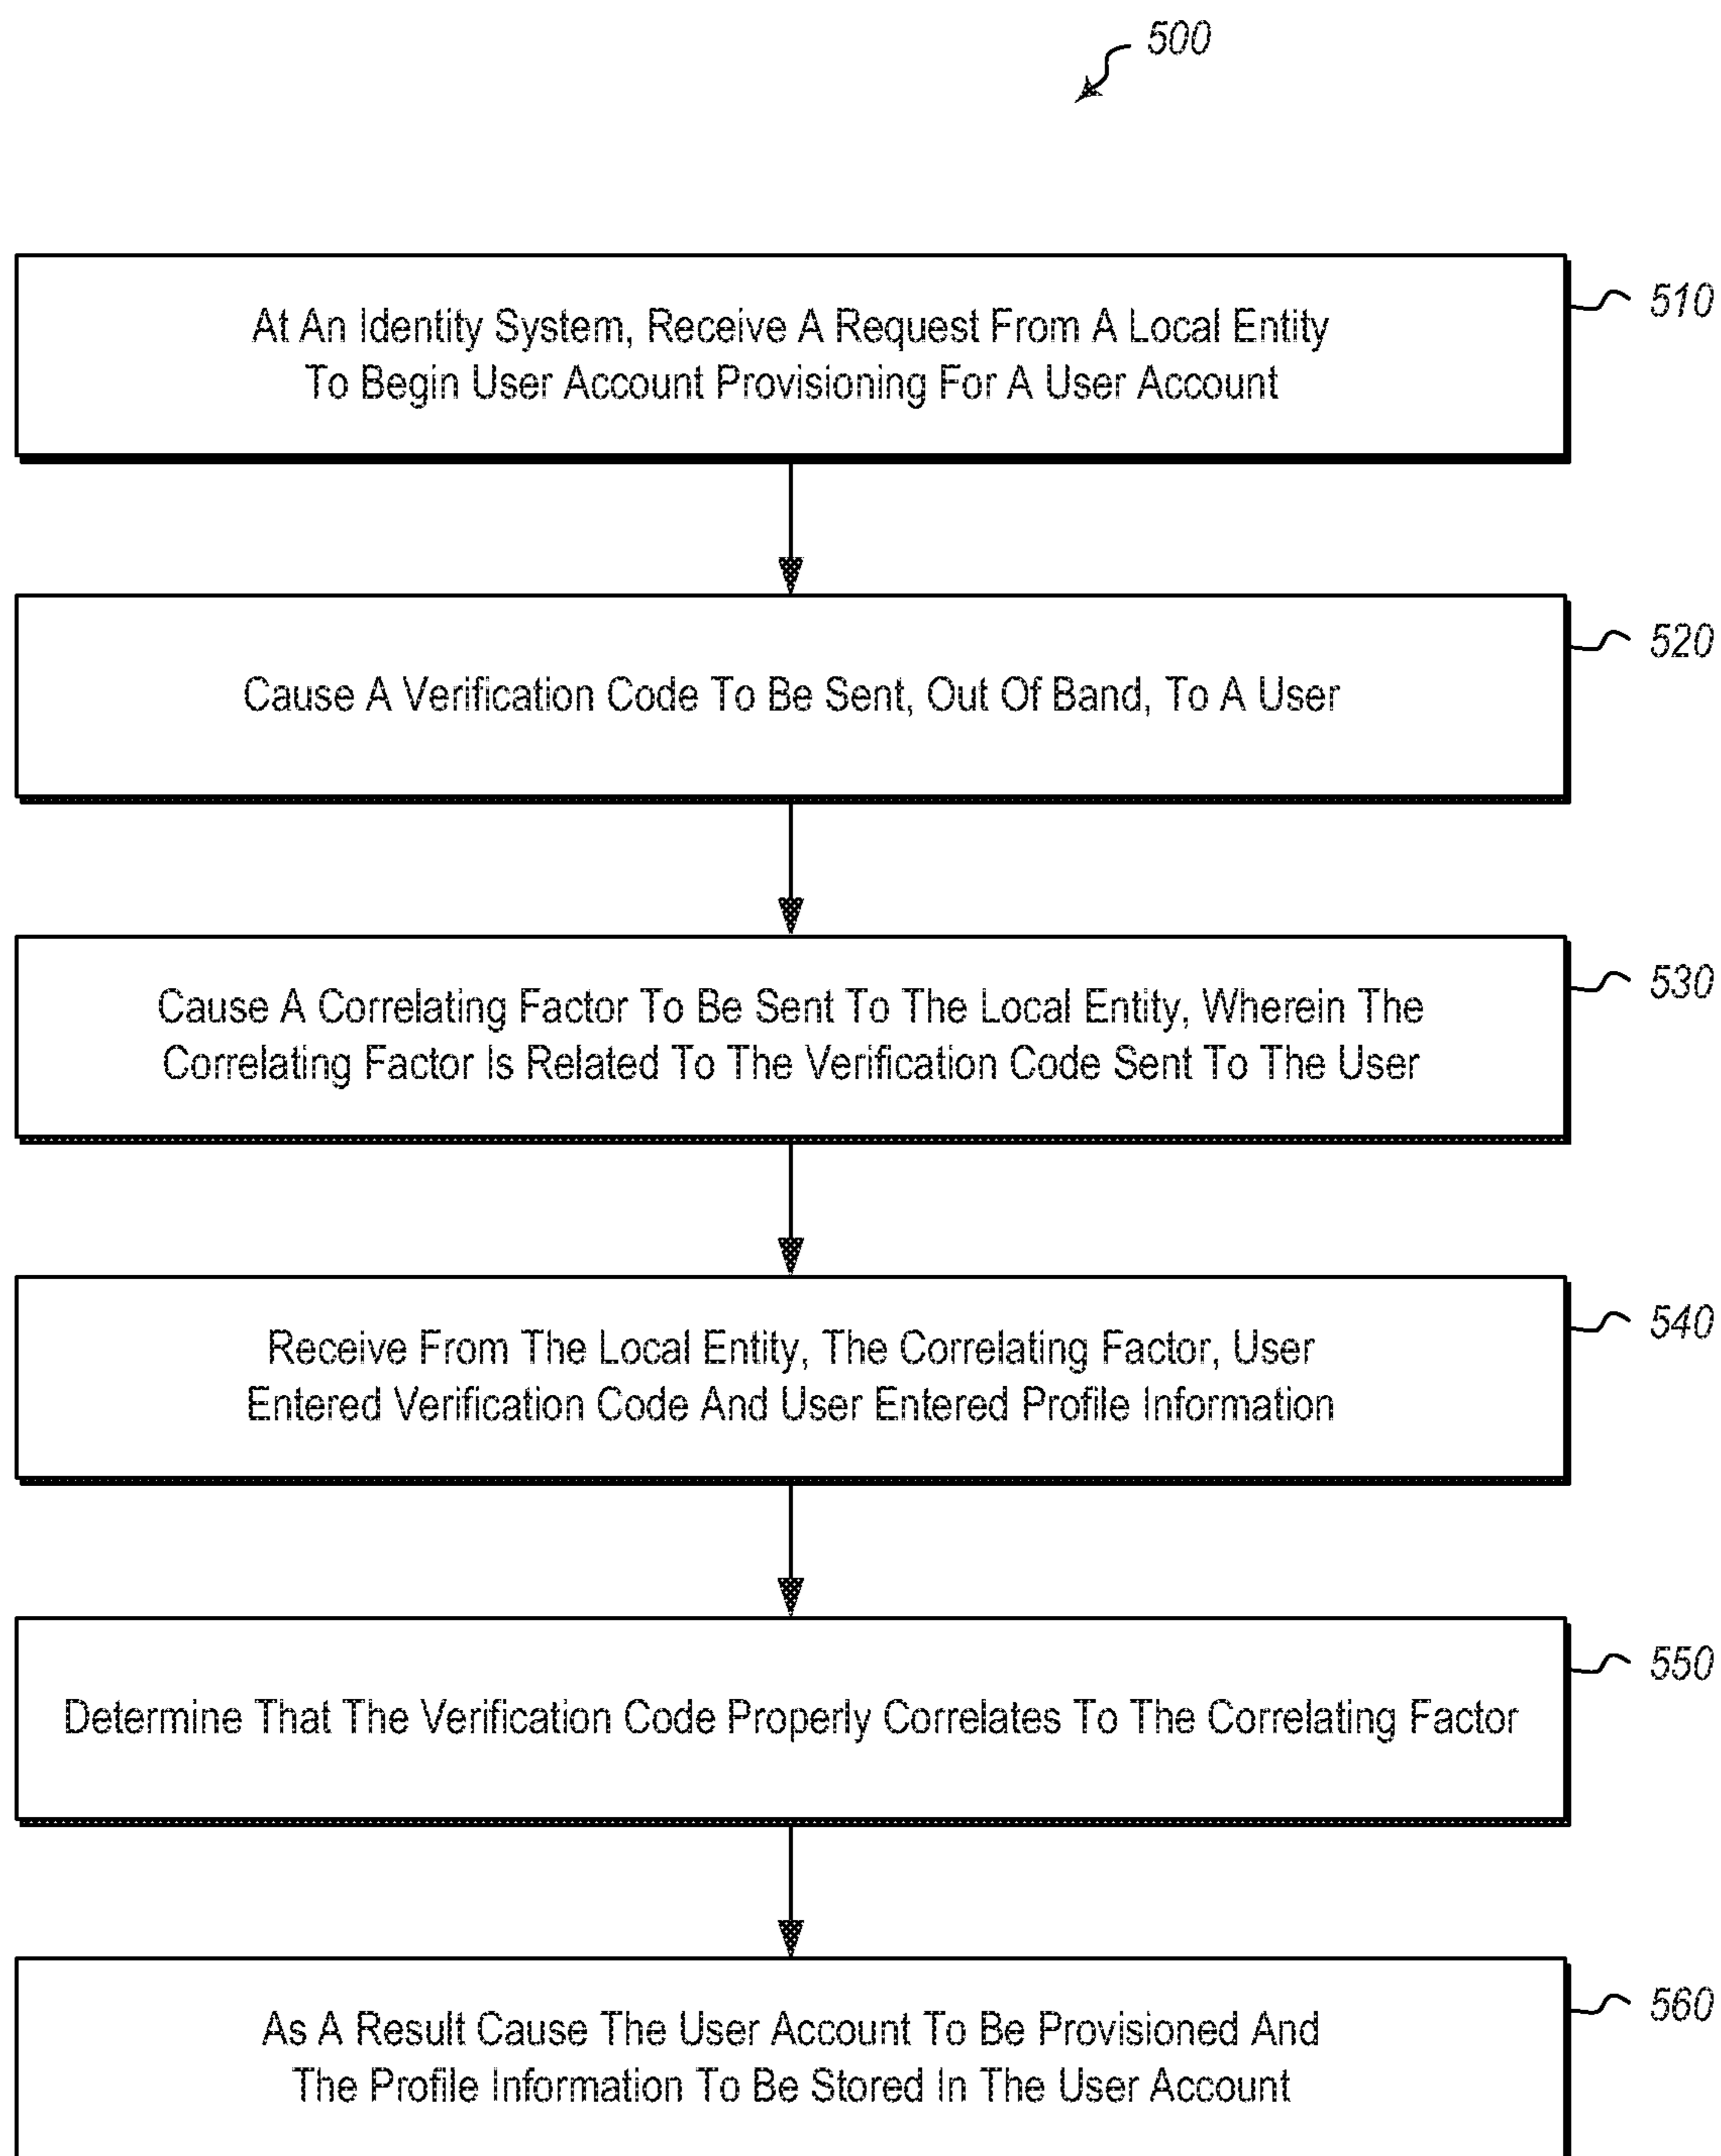 500
At An Identity System, Receive A Request From A Local Entity
To Begin User Account Provisioning For A User Account
510
Cause A Verification Code To Be Sent, Out Of Band, To A User
520
Cause A Correlating Factor To Be Sent To The Local Entity, Wherein The
Correlating Factor Is Related To The Verification Code Sent To The User
530
Receive From The Local Entity, The Correlating Factor, User
Entered Verification Code And User Entered Profile Information
540
Determine That The Verification Code Properly Correlates To The Correlating Factor
550
As A Result Cause The User Account To Be Provisioned And
The Profile Information To Be Stored In The User Account
560